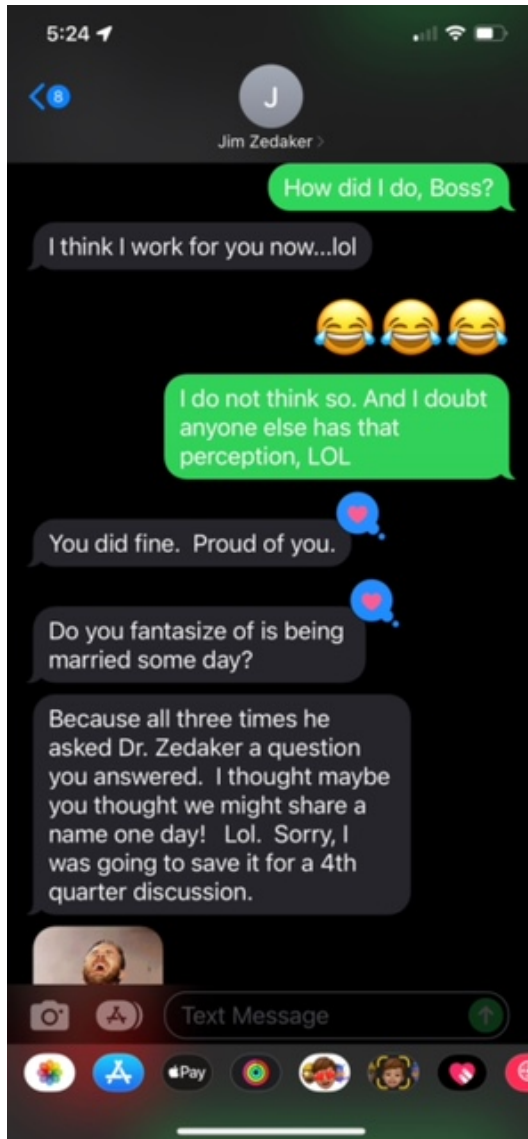 5:24
8
J
Jim Zedaker
How did I do, Boss?
I think I work for you now...lol
I do not think so. And I doubt
anyone else has that
perception, LOL
You did fine.  Proud of you.
Do you fantasize of is being
married some day?
Because all three times he
asked Dr. Zedaker a question
you answered.  I thought maybe
you thought we might share a
name one day!   Lol.  Sorry, I
was going to save it for a 4th
quarter discussion.
Text Message
Pay